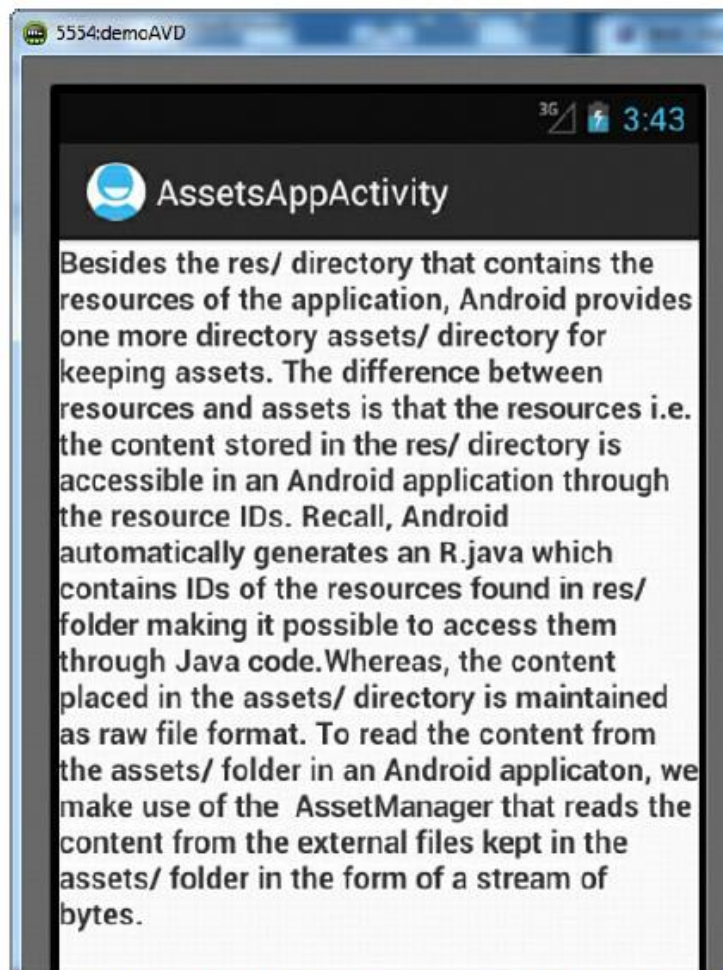 5554:demoAVD
3G 3:43
AssetsAppActivity
Besides the res/ directory that contains the
resources of the application, Android provides
one more directory assets/ directory for
keeping assets. The difference between
resources and assets is that the resources i.e.
the content stored in the res/ directory is
accessible in an Android application through
the resource IDs. Recall, Android
automatically generates an R.java which
contains IDs of the resources found in res/
folder making it possible to access them
through Java code.Whereas, the content
placed in the assets/ directory is maintained
as raw file format. To read the content from
the assets/ folder in an Android applicaton, we
make use of the  AssetManager that reads the
content from the external files kept in the
assets/ folder in the form of a stream of
bytes.